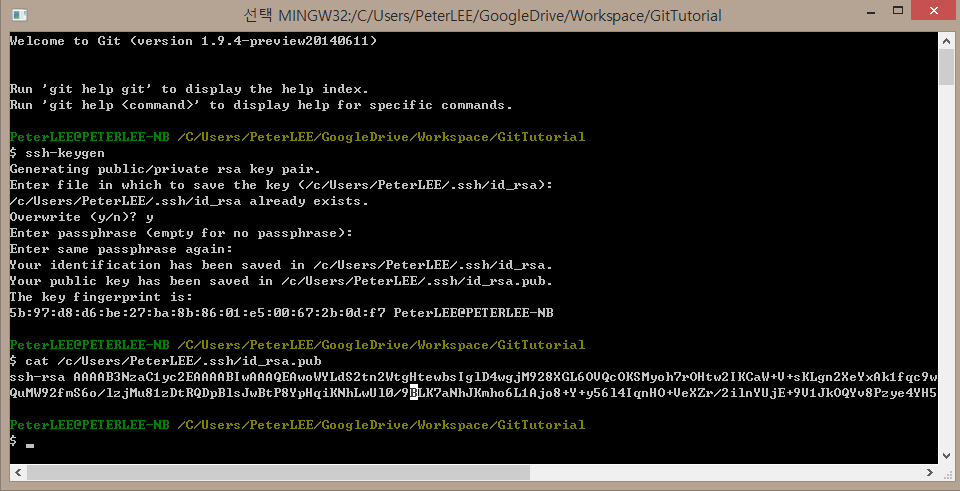 선택 MINGW32:/C/Users/PeterLEE/GoogleDrive/Workspace/GitTutorial
Welcome to Git (version 1.9.4-preview20140611)
Run 'git help git' to display the help index.
Run 'git help <command>' to display help for specific commands.
PeterLEE@PETERLEE-NB /C/Users/PeterLEE/GoogleDrive/Workspace/GitTutorial
$ ssh-keygen
Generating public/private rsa key pair.
Enter file in which to save the key (/c/Users/PeterLEE/.ssh/id_rsa):
/c/Users/PeterLEE/.ssh/id_rsa already exists.
Overwrite (y/n)? y
Enter passphrase (empty for no passphrase):
Enter same passphrase again:
Your identification has been saved in /c/Users/PeterLEE/.ssh/id_rsa.
Your public key has been saved in /c/Users/PeterLEE/.ssh/id_rsa.pub.
The key fingerprint is:
5b:97:d8:d6:be:27:ba:8b:86:01:e5:00:67:2b:0d:f7 PeterLEE@PETERLEE-NB
PeterLEE@PETERLEE-NB /C/Users/PeterLEE/GoogleDrive/Workspace/GitTutorial
$ cat /c/Users/PeterLEE/.ssh/id_rsa.pub
ssh-rsa AAAAB3NzaC1yc2EAAAABIwAAAQEAwoWYLdS2tn2WtgHtewbsIglD4wgjM928XGL6OVQcOKSMyoh7rOHtw2IKCaW+V+sKLgn2XeYxAk1fqc9w
QuMW92fmS6o/lzjMu81zDtRQDpBlsJwBtP8YpHqiKNhLwUl0/9BLK7aNhJKmho6L1Ajo8+Y+y56l4IqnHO+VeXZr/2ilnYUjE+9V1JkOQYv8Pzye4YH5
PeterLEE@PETERLEE-NB /C/Users/PeterLEE/GoogleDrive/Workspace/GitTutorial
$